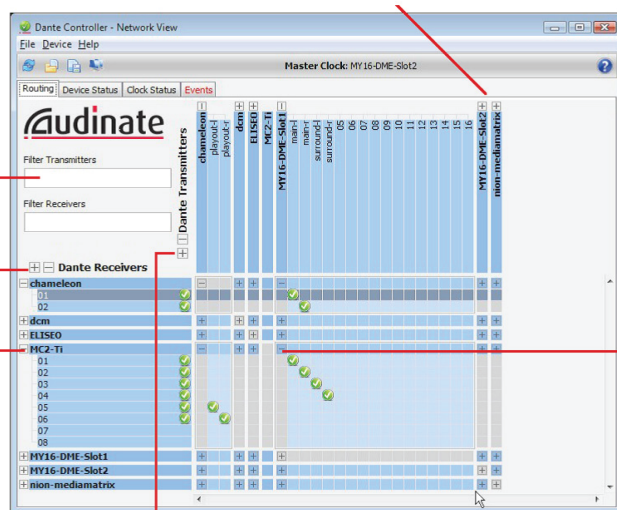 Dante Controller - Network View
File Device Help
Master Clock: MY16-DME-Slot2
Routing Device Status Clock Status Events
Audinate
Filter Transmitters
Filter Receivers
Dante Transmitters
chameleon
playout-l
playout-r
dcm
ELISEO
MC2-Ti
MY16-DME-Slot1
main-l
main-r
surround-l
surround-r
05
06
07
08
09
10
11
12
13
14
15
16
MY16-DME-Slot2
nion-mediamatrix
Dante Receivers
chameleon
01
02
dcm
ELISEO
MC2-Ti
01
02
03
04
05
06
07
08
MY16-DME-Slot1
MY16-DME-Slot2
nion-mediamatrix